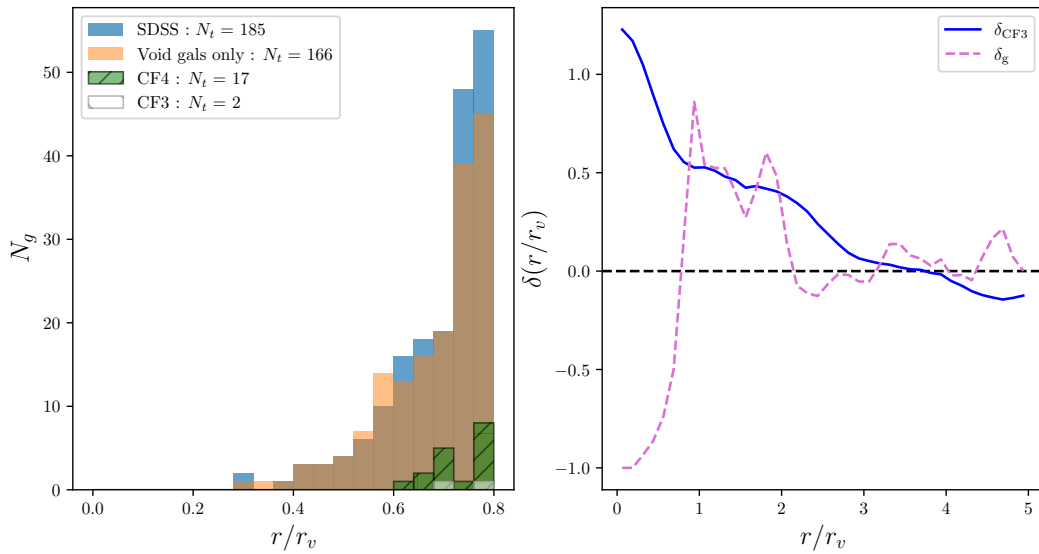 SDSS : N_t = 185
Void gals only : N_t = 166
CF4 : N_t = 17
CF3 : N_t = 2
N_g
50
40
30
20
10
0
0.0 0.2 0.4 0.6 0.8
r/r_v
δ_CF3
δ_g
δ(r/r_v)
1.0
0.5
0.0
−0.5
−1.0
0 1 2 3 4 5
r/r_v